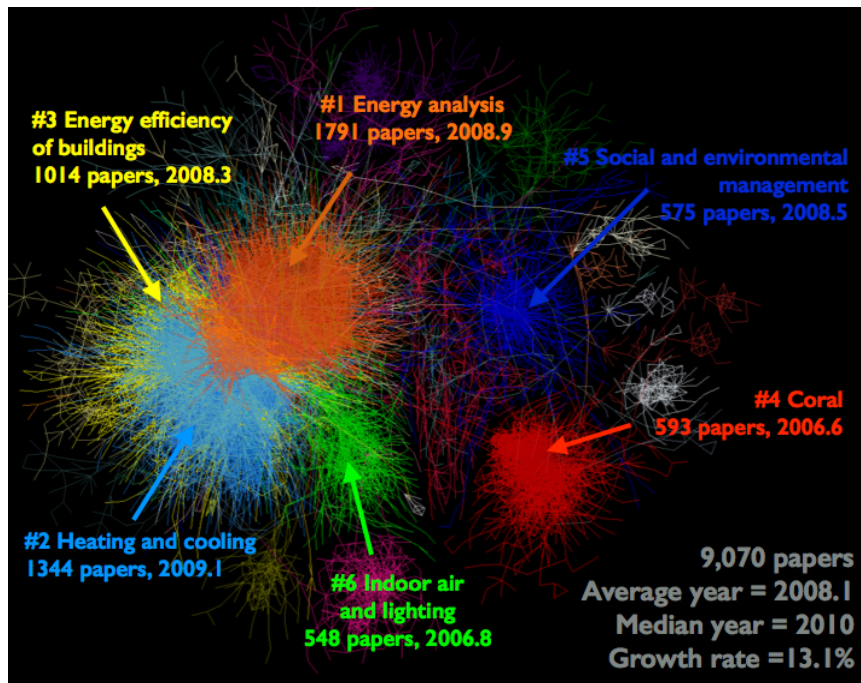 #1 Energy analysis
1791 papers, 2008.9
#3 Energy efficiency
of buildings
1014 papers, 2008.3
#5 Social and environmental
management
575 papers, 2008.5
#4 Coral
593 papers, 2006.6
#2 Heating and cooling
1344 papers, 2009.1
#6 Indoor air
and lighting
548 papers, 2006.8
9,070 papers
Average year = 2008.1
Median year = 2010
Growth rate =13.1%